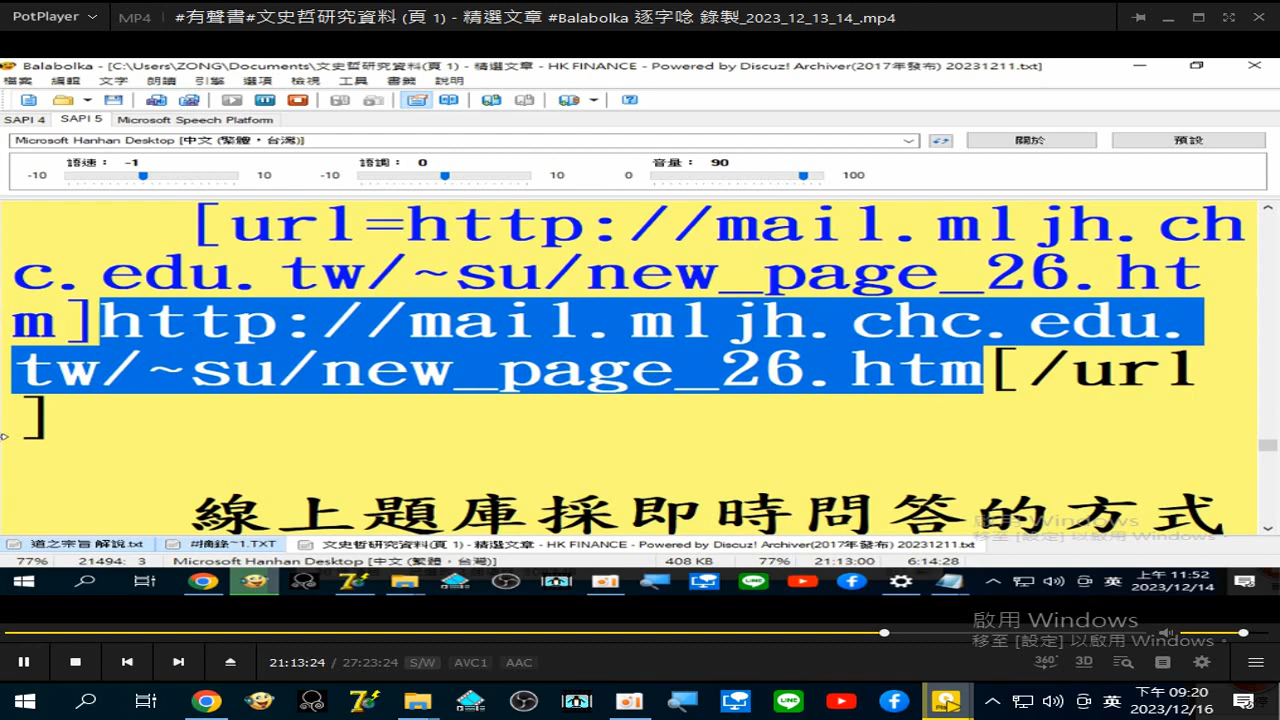 PotPlayer
MP4
#有聲書#文史哲研究資料 (頁 1) - 精選文章 #Balabolka 逐字唸 錄製_2023_12_13_14_.mp4
Balabolka - [C:\Users\ZONG\Documents\文史哲研究資料(頁 1) - 精選文章 - HK FINANCE - Powered by Discuz! Archiver(2017年發布) 20231211.txt]
檔案 編輯 文字 朗讀 引擎 選項 檢視 工具 書籤 說明
SAPI 4 SAPI 5 Microsoft Speech Platform
Microsoft Hanhan Desktop [中文 (繁體，台灣)]
關於
預設
語速： -1 語調： 0 音量： 90
-10 10 -10 10 0 100
[url=http://mail.mljh.ch
c.edu.tw/~su/new_page_26.ht
m]http://mail.mljh.chc.edu.
tw/~su/new_page_26.htm[/url
]
線上題庫採即時問答的方式
啟用 Windows
移至 [設定] 以啟用 Windows。
道之宗旨 解說.txt #摘錄~1.TXT 文史哲研究資料(頁 1) - 精選文章 - HK FINANCE - Powered by Discuz! Archiver(2017年發布) 20231211.txt
77% 21494: 3 Microsoft Hanhan Desktop [中文 (繁體，台灣)] 408 KB 77% 21:13:00 6:14:28
英
上午 11:52
2023/12/14
啟用 Windows
移至 [設定] 以啟用 Windows。
21:13:24 / 27:23:24 S/W AVC1 AAC
360° 3D
英
下午 09:20
2023/12/16